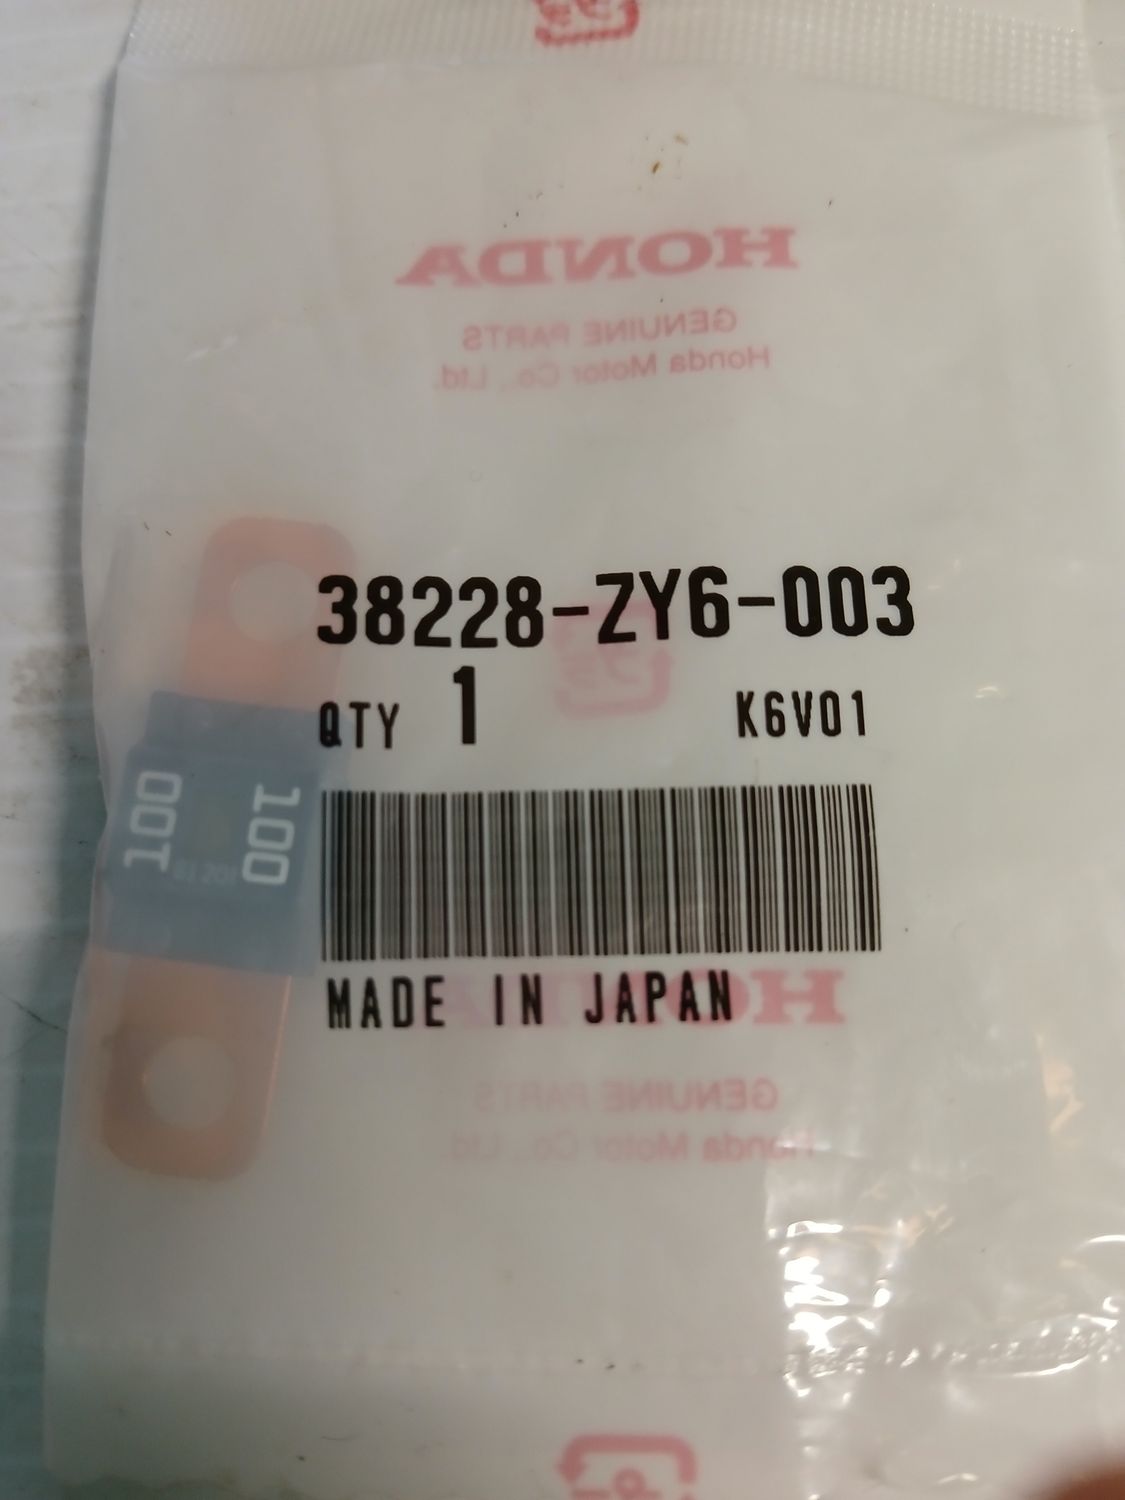 HONDA
GENUINE PARTS
Honda Motor Co., Ltd.
38228-ZY6-003
QTY 1 K6V01
100
100
MADE IN JAPAN
HONDA
GENUINE PARTS
Honda Motor Co., Ltd.